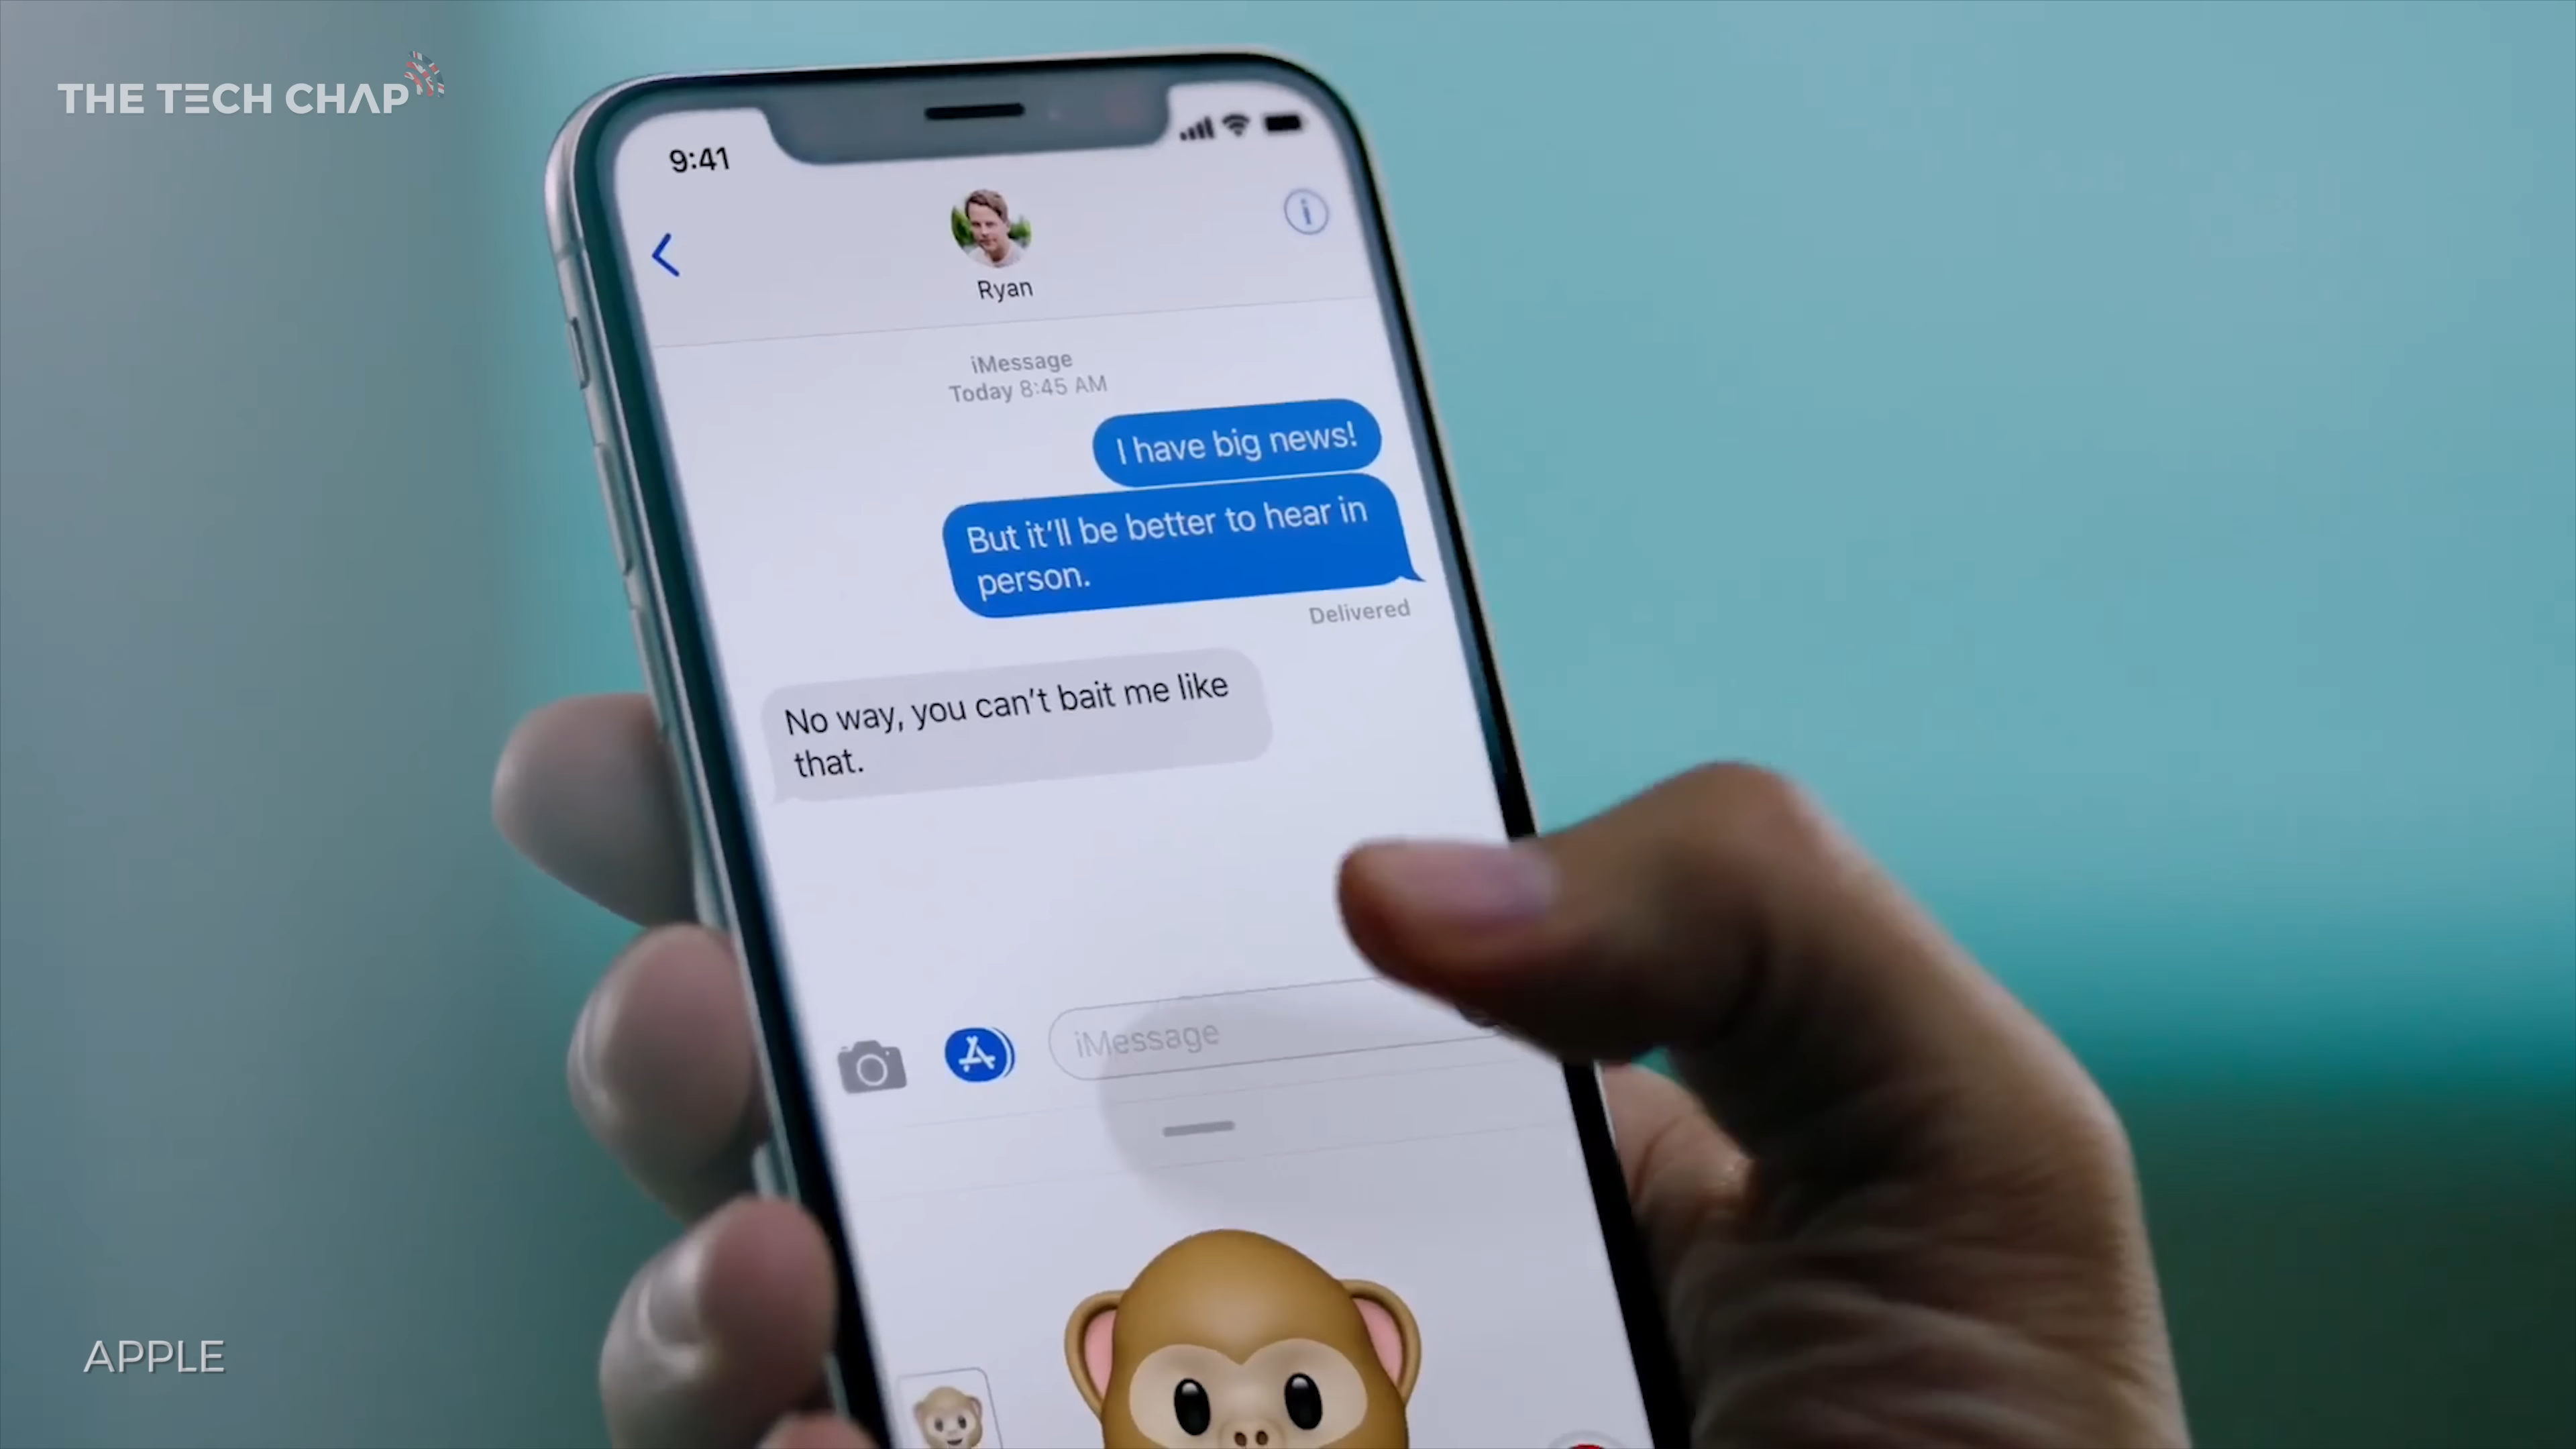 THE TECH CHAP
9:41
Ryan
iMessage
Today 8:45 AM
I have big news!
But it'll be better to hear in
person.
Delivered
No way, you can't bait me like
that.
iMessage
APPLE